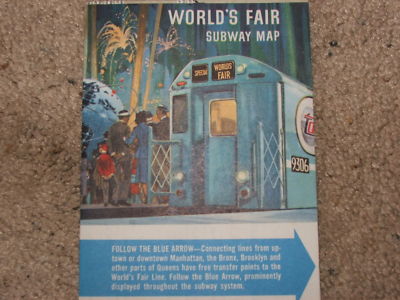 WORLD'S FAIR
SUBWAY MAP
SPECIAL
WORLDS'
FAIR
9306
FOLLOW THE BLUE ARROW—Connecting lines from up-
town or downtown Manhattan, the Bronx, Brooklyn and
other parts of Queens have free transfer points to the
World's Fair Line. Follow the Blue Arrow, prominently
displayed throughout the subway system.